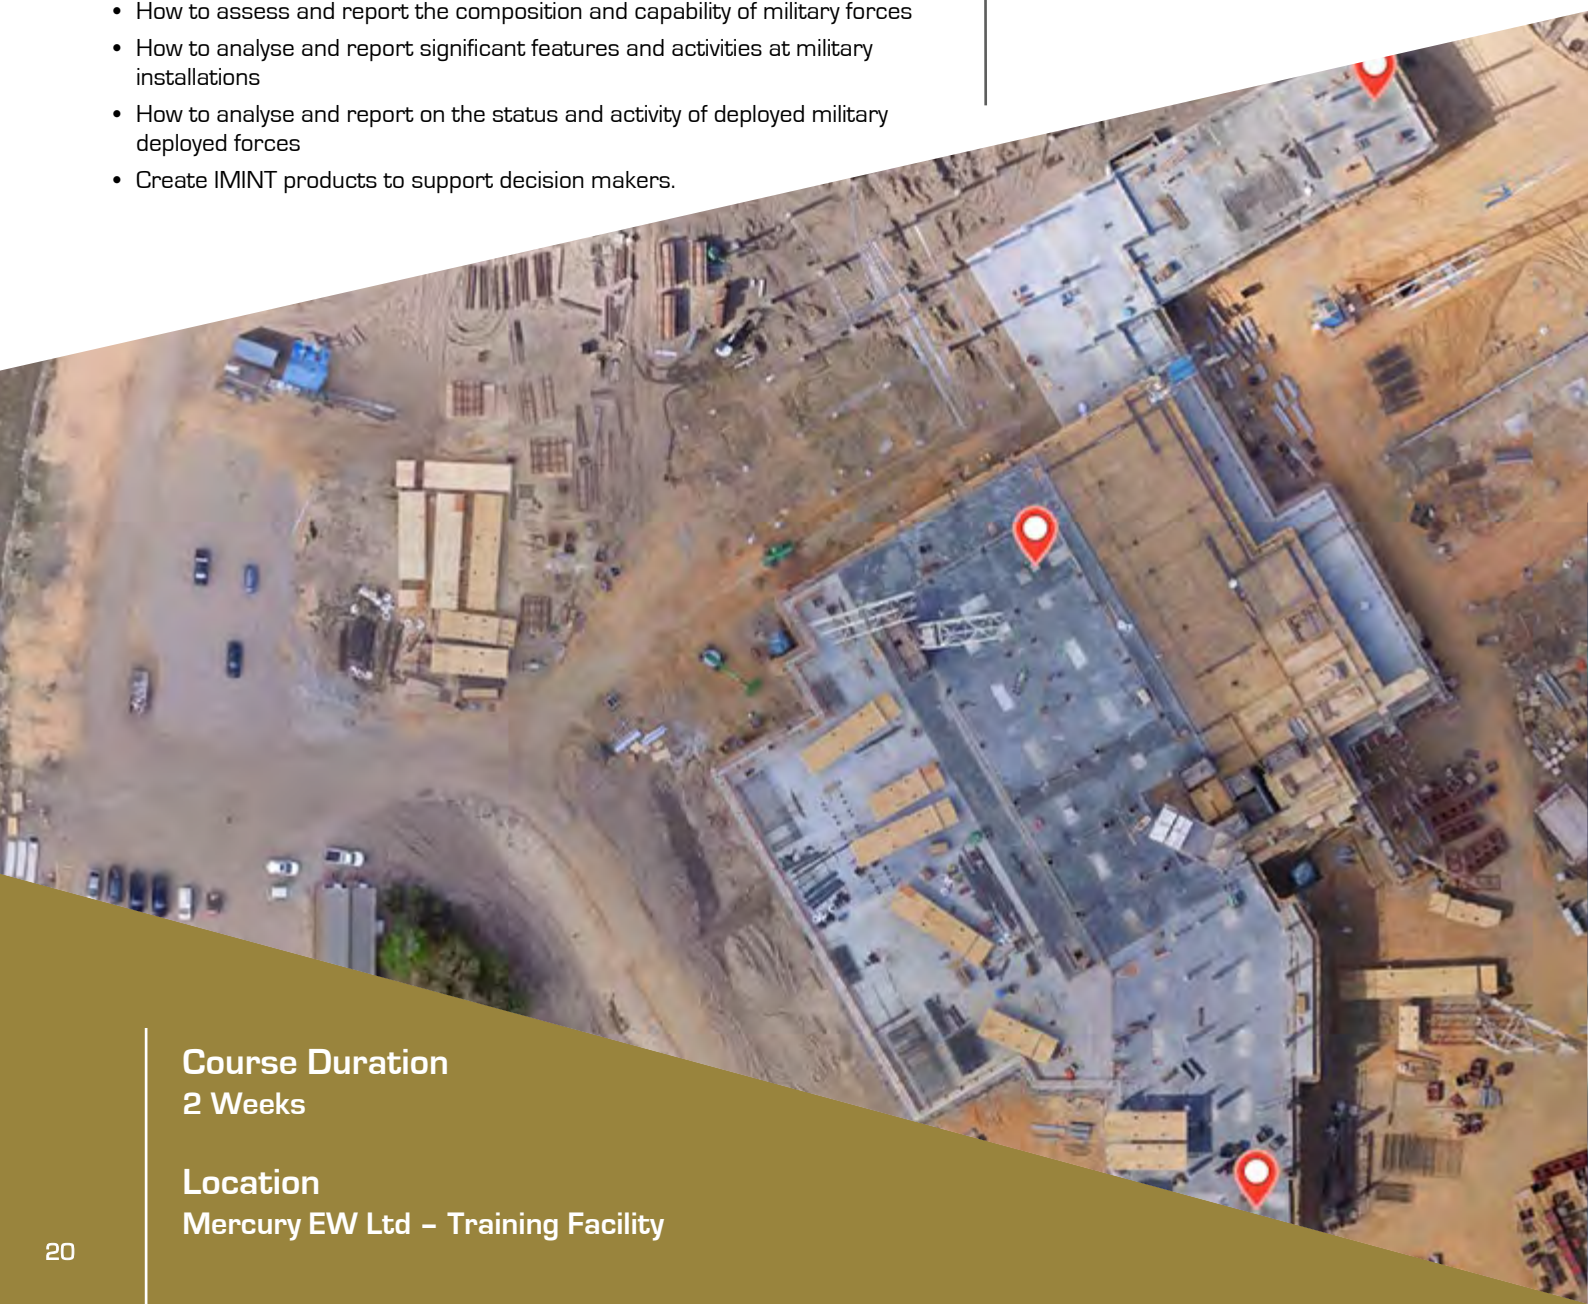 • How to assess and report the composition and capability of military forces
• How to analyse and report significant features and activities at military
installations
• How to analyse and report on the status and activity of deployed military
deployed forces
• Create IMINT products to support decision makers.
Course Duration
2 Weeks
Location
Mercury EW Ltd – Training Facility
20